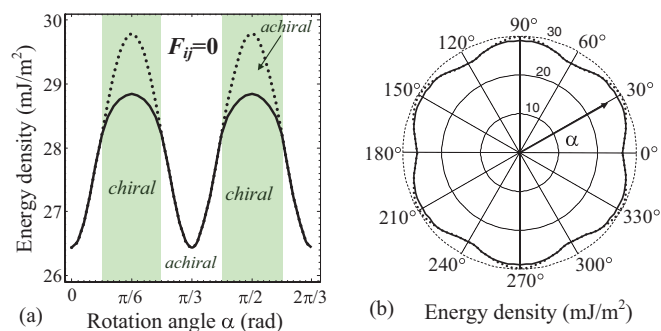 30
29
28
27
26
Energy density (mJ/m²)
F_ij=0
achiral
chiral
chiral
achiral
0
π/6
π/3
π/2
2π/3
(a)
Rotation angle α (rad)
90°
120°
60°
150°
30°
180°
0°
210°
330°
240°
300°
270°
30
20
10
α
(b)
Energy density (mJ/m²)